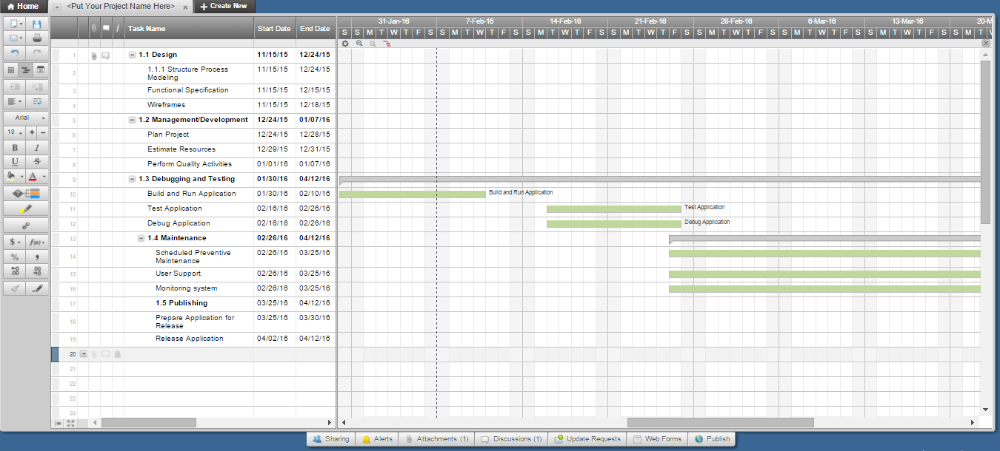 Home
<Put Your Project Name Here> ×
+ Create New
Task Name Start Date End Date
31-Jan-16 7-Feb-16 14-Feb-16 21-Feb-16 28-Feb-16 6-Mar-16 13-Mar-16 20-M
S S M T W T F S S M T W T F S S M T W T F S S M T W T F S S M T W T F S S M T W T F S S M T W T F S S M T W
1 1.1 Design 11/15/15 12/24/15
2 1.1.1 Structure Process
Modeling 11/15/15 12/24/15
3 Functional Specification 11/15/15 12/15/15
4 Wireframes 11/15/15 12/18/15
5 1.2 Management/Development 12/24/15 01/07/16
6 Plan Project 12/24/15 12/28/15
7 Estimate Resources 12/29/15 12/31/15
8 Perform Quality Activities 01/01/16 01/07/16
9 1.3 Debugging and Testing 01/30/16 04/12/16
10 Build and Run Application 01/30/16 02/10/16 Build and Run Application
11 Test Application 02/16/16 02/26/16 Test Application
12 Debug Application 02/16/16 02/26/16 Debug Application
13 1.4 Maintenance 02/26/16 04/12/16
14 Scheduled Preventive
Maintenance 02/26/16 03/25/16
15 User Support 02/26/16 03/25/16
16 Monitoring system 02/26/16 03/25/16
17 1.5 Publishing 03/25/16 04/12/16
18 Prepare Application for
Release 03/25/16 03/30/16
19 Release Application 04/02/16 04/12/16
20
21
22
23
24
31
Arial
10 + −
B I
U S
A
$ f(x)
% ,
.0 .00
.00 .0
Sharing Alerts Attachments (1) Discussions (1) Update Requests Web Forms Publish